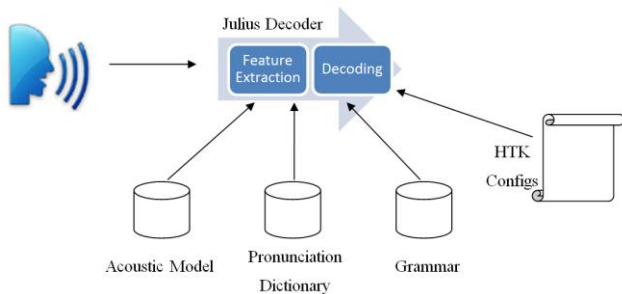 Julius Decoder
Feature
Extraction
Decoding
HTK
Configs
Acoustic Model
Pronunciation
Dictionary
Grammar